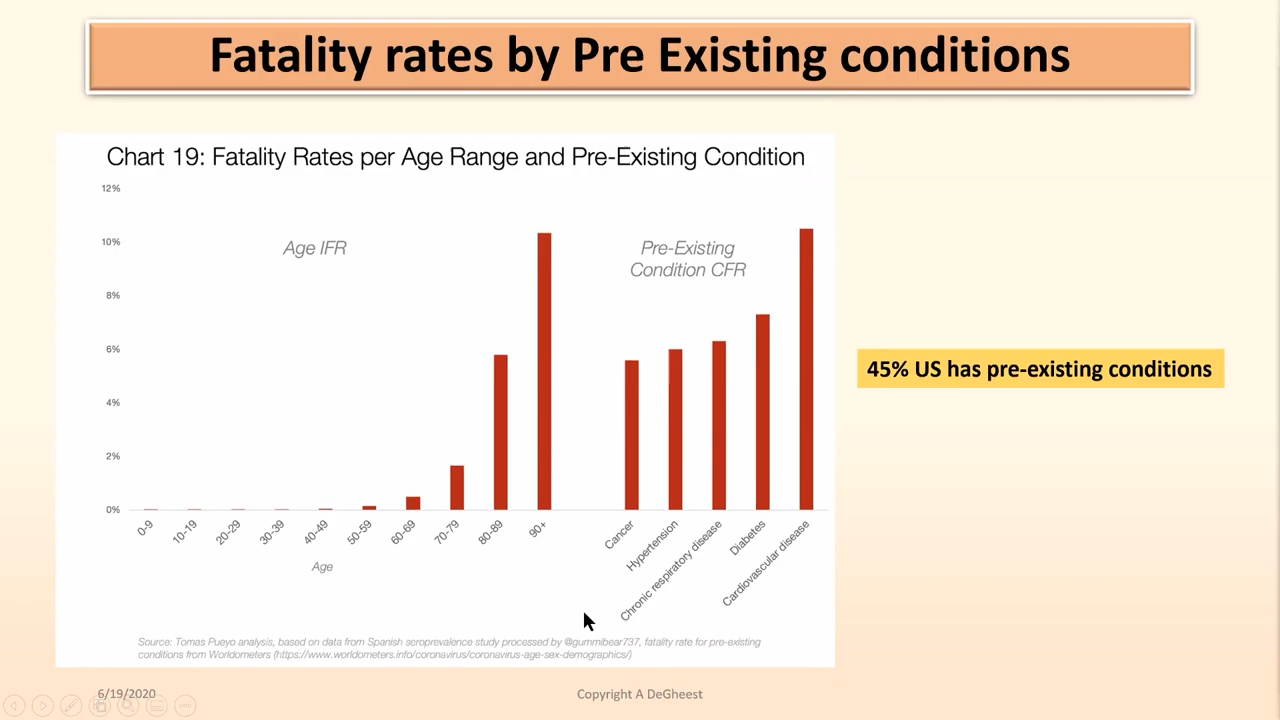 Fatality rates by Pre Existing conditions
Chart 19: Fatality Rates per Age Range and Pre-Existing Condition
12%
10%
8%
6%
4%
2%
0%
Age IFR
Pre-Existing
Condition CFR
0-9
10-19
20-29
30-39
40-49
50-59
60-69
70-79
80-89
90+
Cancer
Hypertension
Chronic respiratory disease
Diabetes
Cardiovascular disease
Age
45% US has pre-existing conditions
Source: Tomas Pueyo analysis, based on data from Spanish seroprevalence study processed by @gummibear737, fatality rate for pre-existing
conditions from Worldometers (https://www.worldometers.info/coronavirus/coronavirus-age-sex-demographics/)
6/19/2020
Copyright A DeGheest